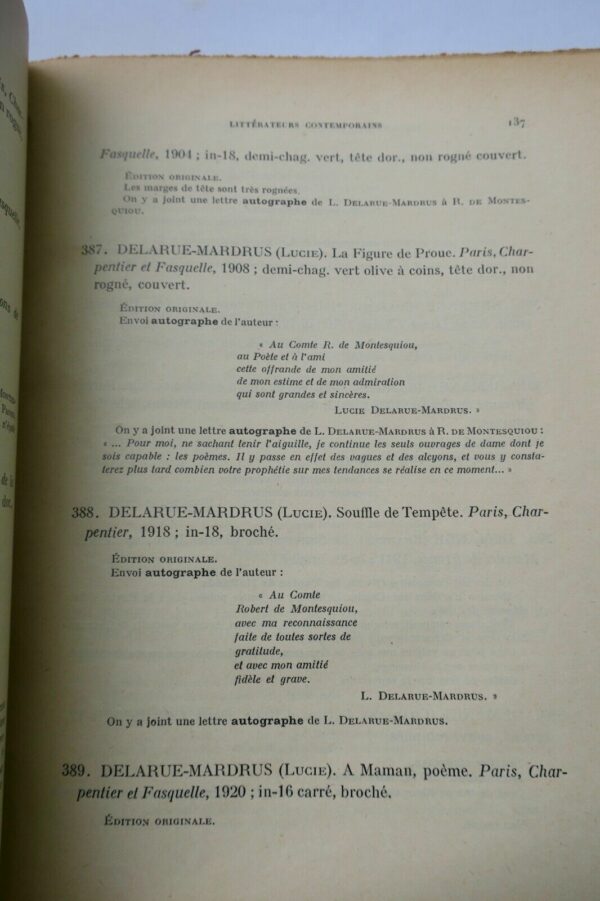 LITTÉRATEURS CONTEMPORAINS 137
Fasquelle, 1904 ; in-18, demi-chag. vert, tête dor., non rogné couvert.
ÉDITION ORIGINALE.
Les marges de tête sont très rognées.
On y a joint une lettre autographe de L. DELARUE-MARDRUS à R. DE MONTES-
QUIOU.
387. DELARUE-MARDRUS (LUCIE). La Figure de Proue. Paris, Char-
pentier et Fasquelle, 1908 ; demi-chag. vert olive à coins, tête dor., non
rogné, couvert.
ÉDITION ORIGINALE.
Envoi autographe de l'auteur :
« Au Comte R. de Montesquiou,
au Poète et à l'ami
cette offrande de mon amitié
de mon estime et de mon admiration
qui sont grandes et sincères.
LUCIE DELARUE-MARDRUS. »
On y a joint une lettre autographe de L. DELARUE-MARDRUS à R. DE MONTESQUIOU :
« ... Pour moi, ne sachant tenir l'aiguille, je continue les seuls ouvrages de dame dont je
sois capable : les poèmes. Il y passe en effet des vagues et des alcyons, et vous y consta-
terez plus tard combien votre prophétie sur mes tendances se réalise en ce moment... »
388. DELARUE-MARDRUS (LUCIE). Souffle de Tempête. Paris, Char-
pentier, 1918 ; in-18, broché.
ÉDITION ORIGINALE.
Envoi autographe de l'auteur :
« Au Comte
Robert de Montesquiou,
avec ma reconnaissance
faite de toutes sortes de
gratitude,
et avec mon amitié
fidèle et grave.
L. DELARUE-MARDRUS. »
On y a joint une lettre autographe de L. DELARUE-MARDRUS.
389. DELARUE-MARDRUS (LUCIE). A Maman, poème. Paris, Char-
pentier et Fasquelle, 1920 ; in-16 carré, broché.
ÉDITION ORIGINALE.